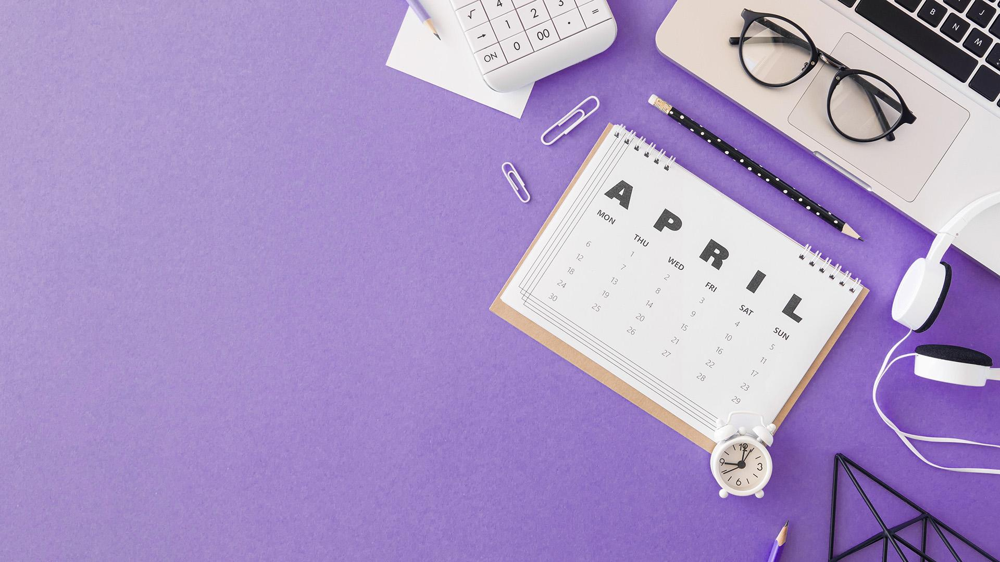 √ 4 5 6
→ 1 2 3 =
ON 0 00 .
B N M J
A P R I L
MON THU WED FRI SAT SUN
1 2 3 4 5
6 7 8 9 10 11
12 13 14 15 16 17
18 19 20 21 22 23
24 25 26 27 28 29
30
12
9 3
6